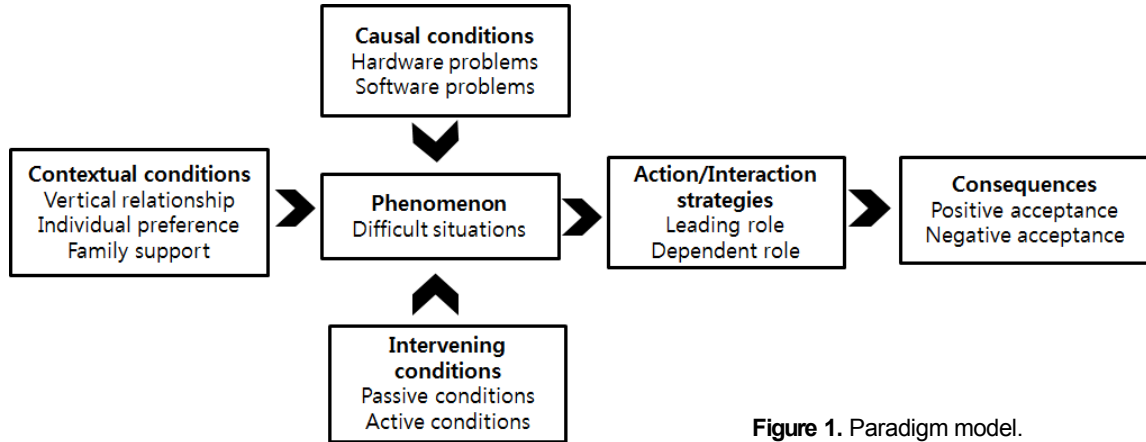 Causal conditions
Hardware problems
Software problems
Contextual conditions
Vertical relationship
Individual preference
Family support
Phenomenon
Difficult situations
Action/Interaction
strategies
Leading role
Dependent role
Consequences
Positive acceptance
Negative acceptance
Intervening
conditions
Passive conditions
Active conditions
Figure 1. Paradigm model.